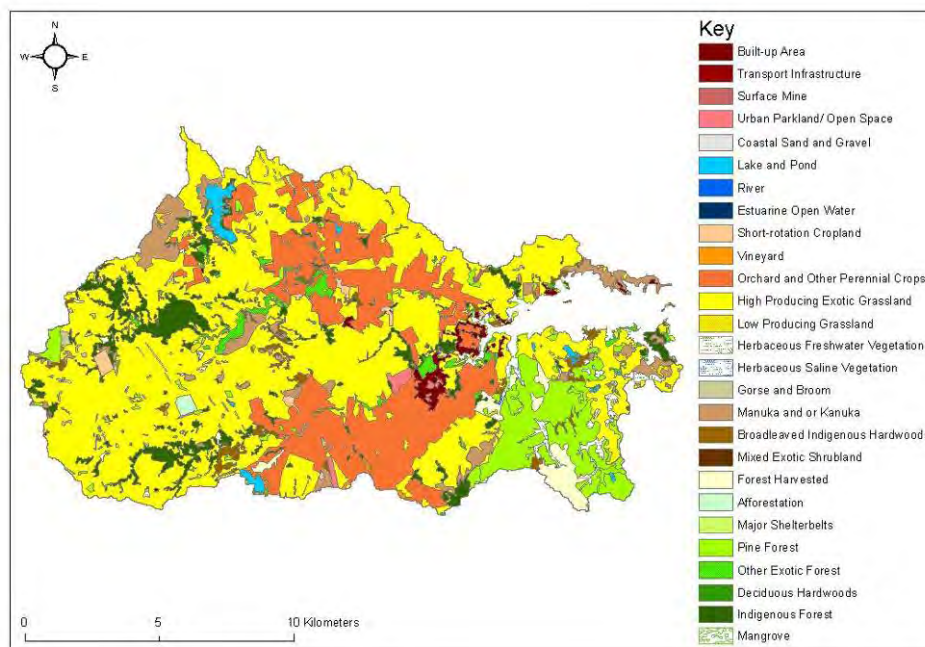 N
W E
S
Key
Built-up Area
Transport Infrastructure
Surface Mine
Urban Parkland/ Open Space
Coastal Sand and Gravel
Lake and Pond
River
Estuarine Open Water
Short-rotation Cropland
Vineyard
Orchard and Other Perennial Crops
High Producing Exotic Grassland
Low Producing Grassland
Herbaceous Freshwater Vegetation
Herbaceous Saline Vegetation
Gorse and Broom
Manuka and or Kanuka
Broadleaved Indigenous Hardwood
Mixed Exotic Shrubland
Forest Harvested
Afforestation
Major Shelterbelts
Pine Forest
Other Exotic Forest
Deciduous Hardwoods
Indigenous Forest
Mangrove
0 5 10 Kilometers